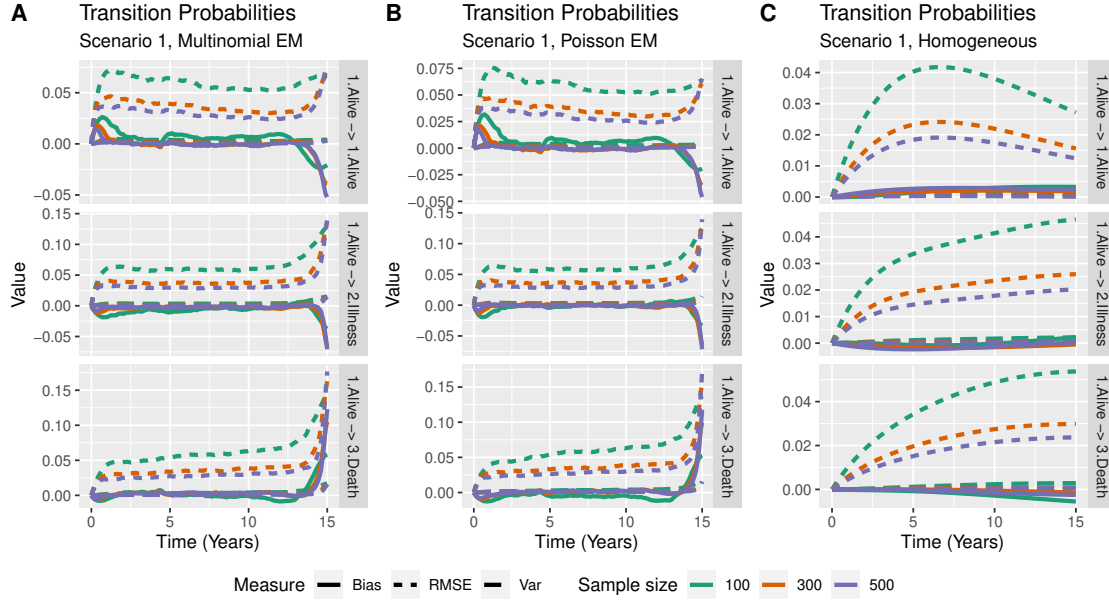 A
Transition Probabilities
Scenario 1, Multinomial EM
B
Transition Probabilities
Scenario 1, Poisson EM
C
Transition Probabilities
Scenario 1, Homogeneous
Value
0.05
0.00
−0.05
1.Alive −> 1.Alive
0.15
0.10
0.05
0.00
−0.05
1.Alive −> 2.Illness
0.15
0.10
0.05
0.00
1.Alive −> 3.Death
0 5 10 15
Time (Years)
Value
0.075
0.050
0.025
0.000
−0.025
−0.050
1.Alive −> 1.Alive
0.15
0.10
0.05
0.00
−0.05
1.Alive −> 2.Illness
0.15
0.10
0.05
0.00
1.Alive −> 3.Death
0 5 10 15
Time (Years)
Value
0.04
0.03
0.02
0.01
0.00
1.Alive −> 1.Alive
0.04
0.03
0.02
0.01
0.00
1.Alive −> 2.Illness
0.04
0.02
0.00
1.Alive −> 3.Death
0 5 10 15
Time (Years)
Measure Bias RMSE Var Sample size 100 300 500